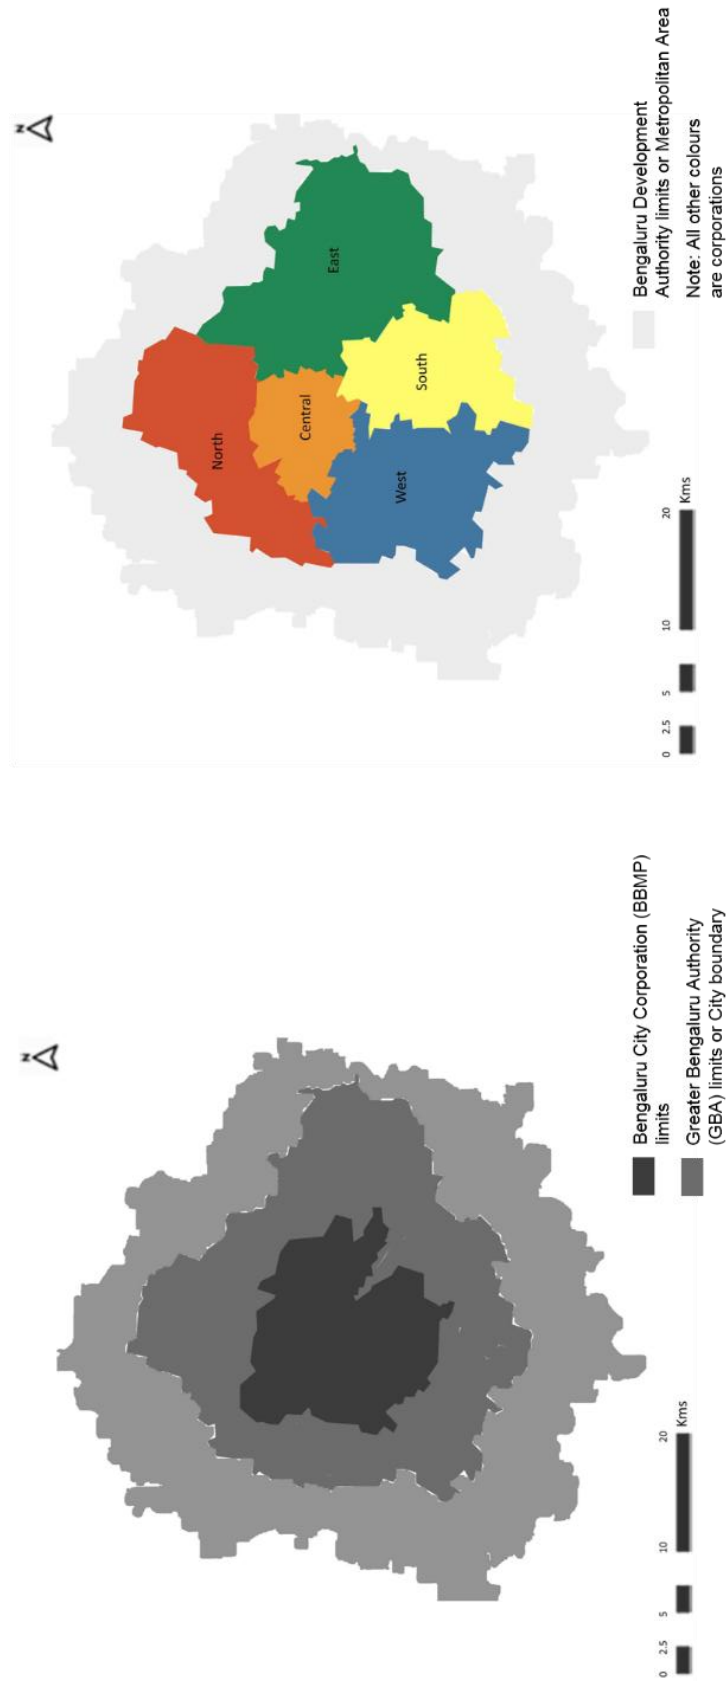 N
Bengaluru City Corporation (BBMP)
limits
Greater Bengaluru Authority
(GBA) limits or City boundary
0 2.5 5 10 20
Kms
N
North
East
Central
South
West
Bengaluru Development
Authority limits or Metropolitan Area
Note: All other colours
are corporations
0 2.5 5 10 20
Kms